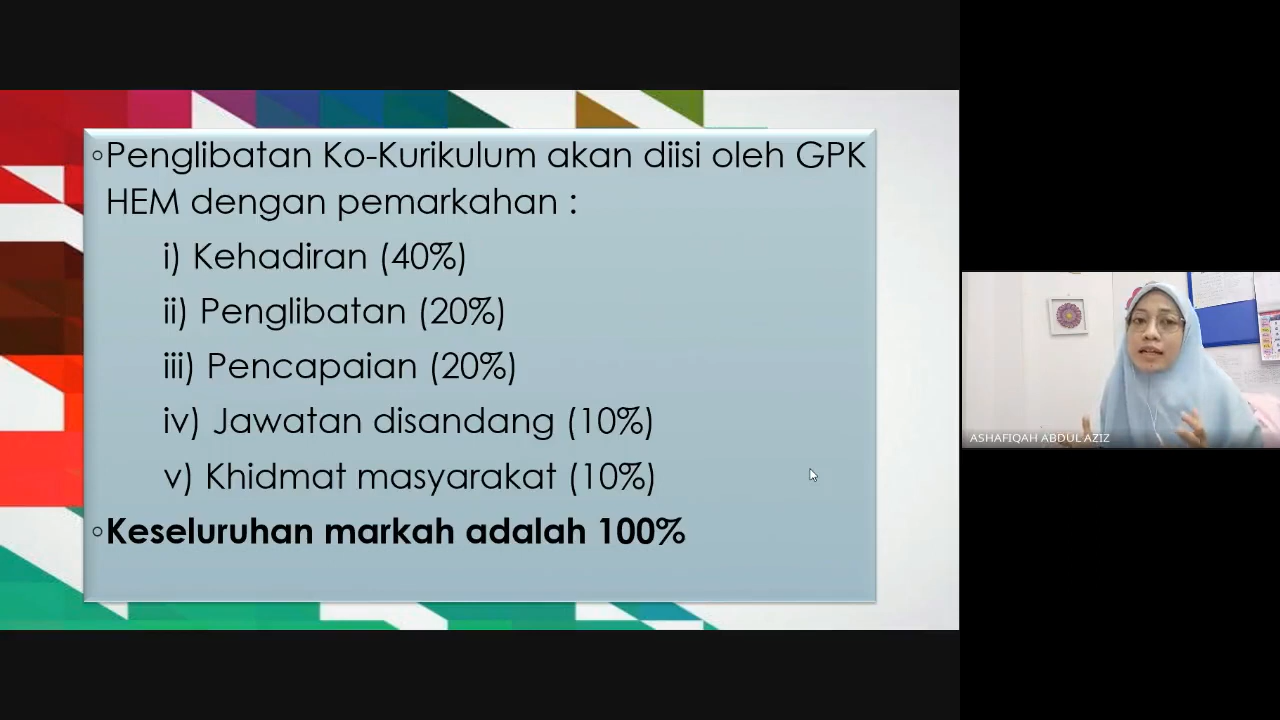 ◦Penglibatan Ko-Kurikulum akan diisi oleh GPK
HEM dengan pemarkahan :
i) Kehadiran (40%)
ii) Penglibatan (20%)
iii) Pencapaian (20%)
iv) Jawatan disandang (10%)
v) Khidmat masyarakat (10%)
◦Keseluruhan markah adalah 100%
ASHAFIQAH ABDUL AZIZ